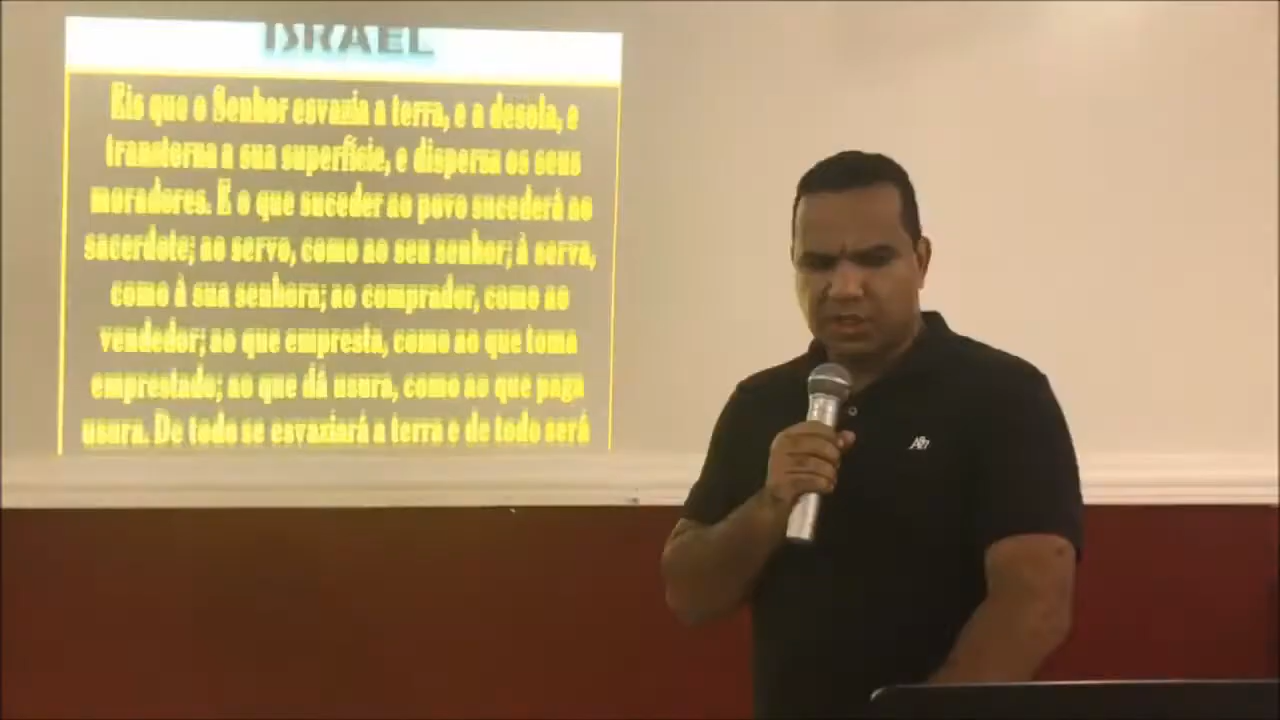 ISRAEL
Eis que o Senhor esvazia a terra, e a desola, e
transtorna a sua superfície, e dispersa os seus
moradores. E o que suceder ao povo sucederá ao
sacerdote; ao servo, como ao seu senhor; à serva,
como à sua senhora; ao comprador, como ao
vendedor; ao que empresta, como ao que toma
emprestado; ao que dá usura, como ao que paga
usura. De todo se esvaziará a terra e de todo será